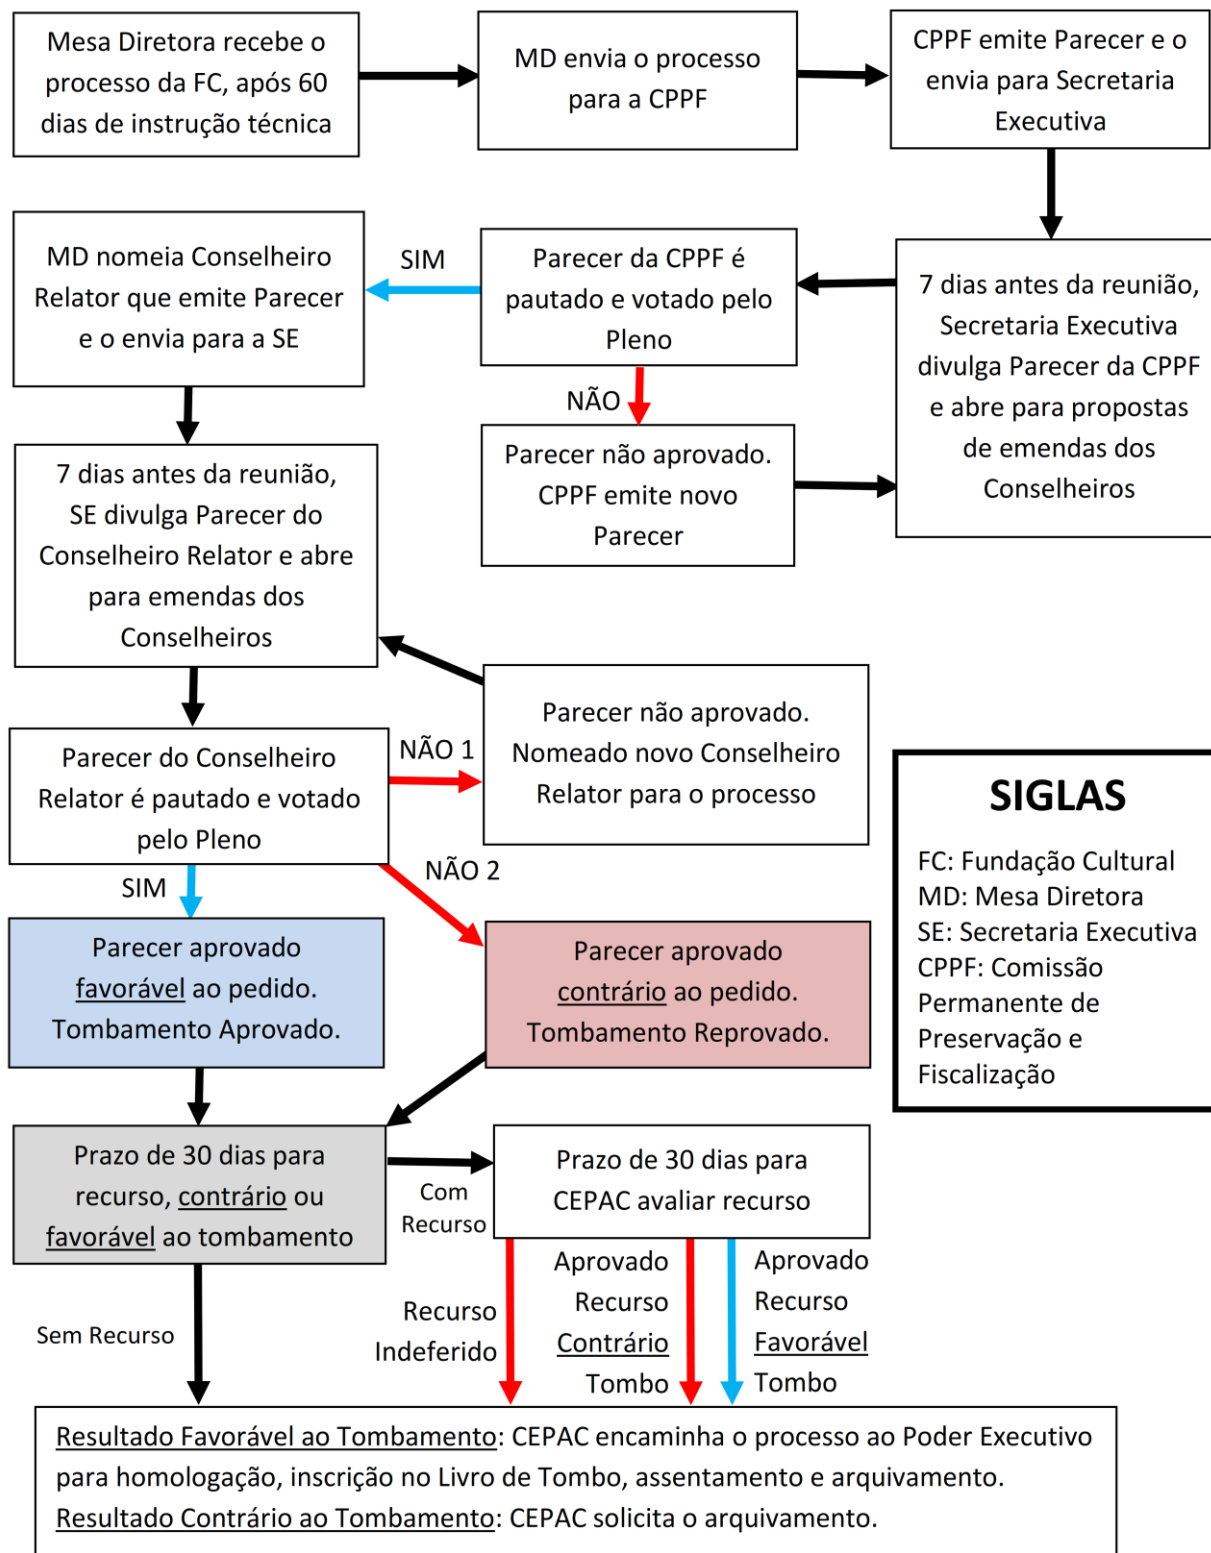 Mesa Diretora recebe o
processo da FC, após 60
dias de instrução técnica
MD envia o processo
para a CPPF
CPPF emite Parecer e o
envia para Secretaria
Executiva
7 dias antes da reunião,
Secretaria Executiva
divulga Parecer da CPPF
e abre para propostas
de emendas dos
Conselheiros
Parecer da CPPF é
pautado e votado pelo
Pleno
SIM
NÃO
MD nomeia Conselheiro
Relator que emite Parecer
e o envia para a SE
Parecer não aprovado.
CPPF emite novo
Parecer
7 dias antes da reunião,
SE divulga Parecer do
Conselheiro Relator e abre
para emendas dos
Conselheiros
Parecer não aprovado.
Nomeado novo Conselheiro
Relator para o processo
Parecer do Conselheiro
Relator é pautado e votado
pelo Pleno
NÃO 1
NÃO 2
SIM
Parecer aprovado
favorável ao pedido.
Tombamento Aprovado.
Parecer aprovado
contrário ao pedido.
Tombamento Reprovado.
SIGLAS
FC: Fundação Cultural
MD: Mesa Diretora
SE: Secretaria Executiva
CPPF: Comissão
Permanente de
Preservação e
Fiscalização
Prazo de 30 dias para
recurso, contrário ou
favorável ao tombamento
Com
Recurso
Prazo de 30 dias para
CEPAC avaliar recurso
Sem Recurso
Recurso
Indeferido
Aprovado
Recurso
Contrário
Tombo
Aprovado
Recurso
Favorável
Tombo
Resultado Favorável ao Tombamento: CEPAC encaminha o processo ao Poder Executivo
para homologação, inscrição no Livro de Tombo, assentamento e arquivamento.
Resultado Contrário ao Tombamento: CEPAC solicita o arquivamento.